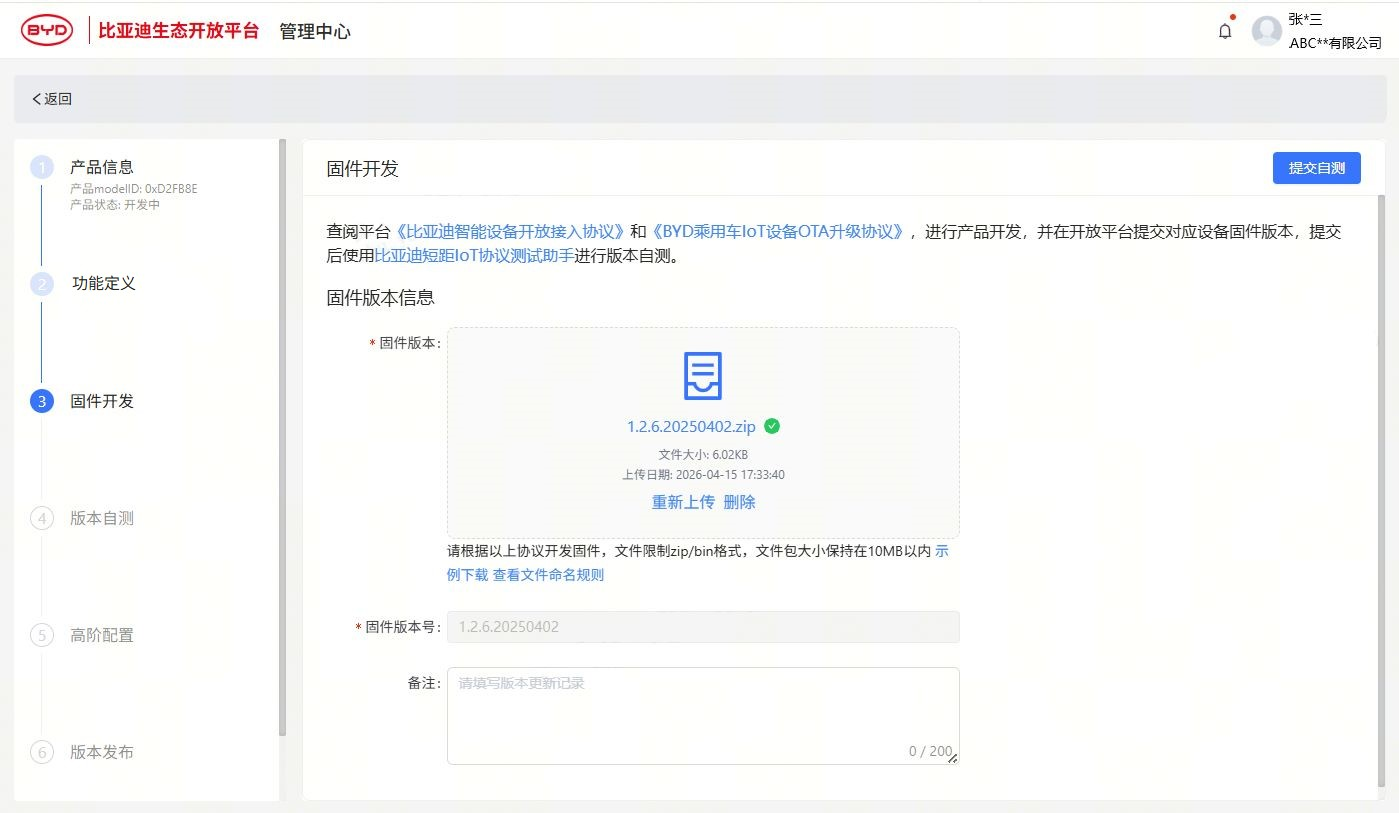 BYD 比亚迪生态开放平台 管理中心
张*三
ABC**有限公司
返回
1 产品信息
产品modelID: 0xD2FB8E
产品状态: 开发中
2 功能定义
3 固件开发
4 版本自测
5 高阶配置
6 版本发布
固件开发
提交自测
查阅平台《比亚迪智能设备开放接入协议》和《BYD乘用车IoT设备OTA升级协议》，进行产品开发，并在开放平台提交对应设备固件版本，提交
后使用比亚迪短距IoT协议测试助手进行版本自测。
固件版本信息
* 固件版本:
1.2.6.20250402.zip
文件大小: 6.02KB
上传日期: 2026-04-15 17:33:40
重新上传 删除
请根据以上协议开发固件，文件限制zip/bin格式，文件包大小保持在10MB以内 示
例下载 查看文件命名规则
* 固件版本号: 1.2.6.20250402
备注: 请填写版本更新记录
0 / 200